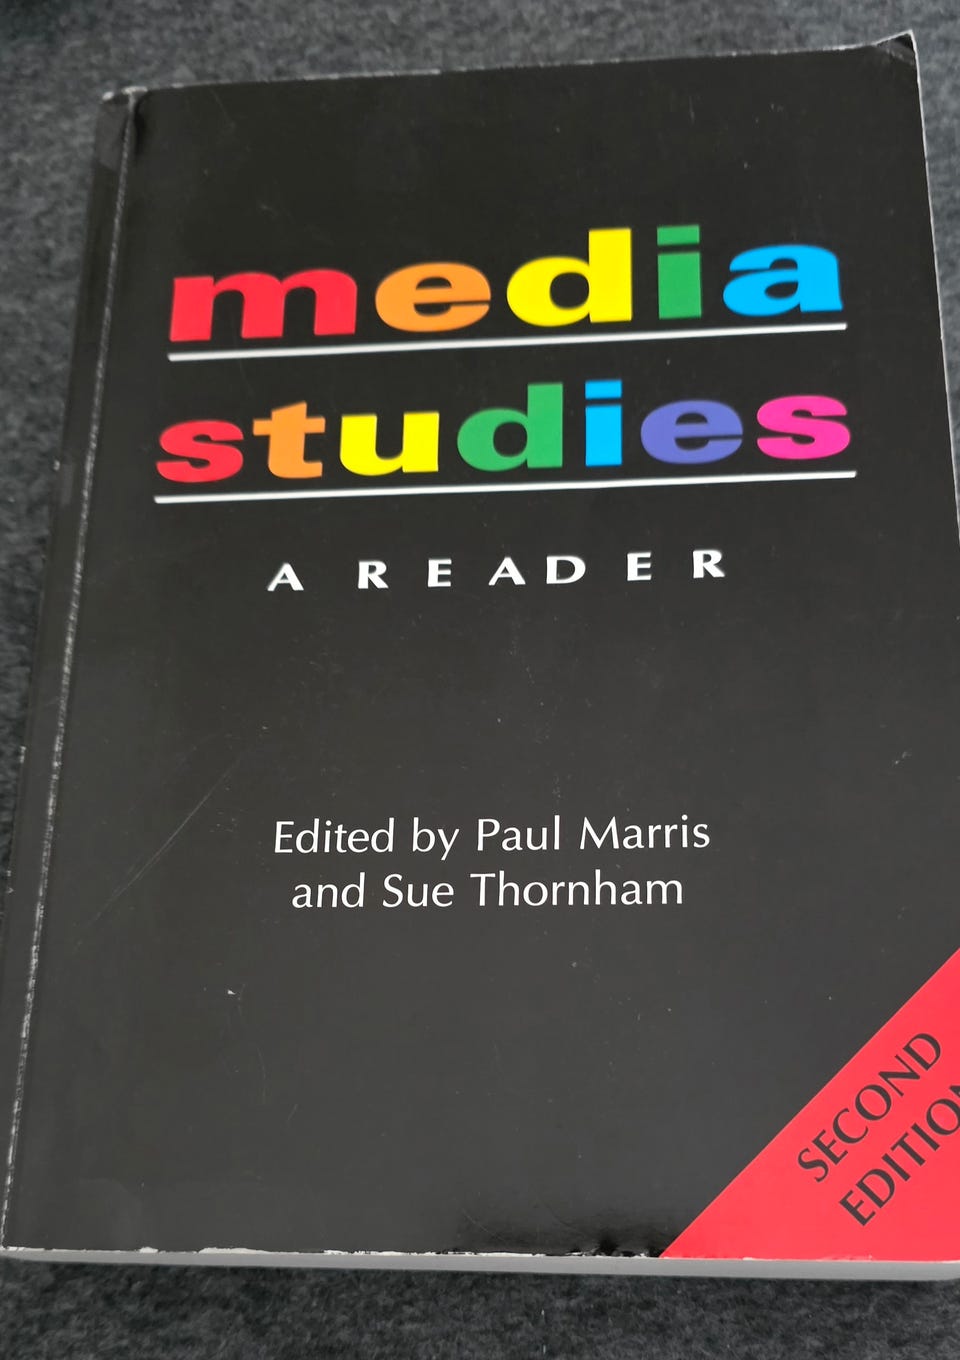 media
studies
A READER
Edited by Paul Marris
and Sue Thornham
SECOND
EDITION